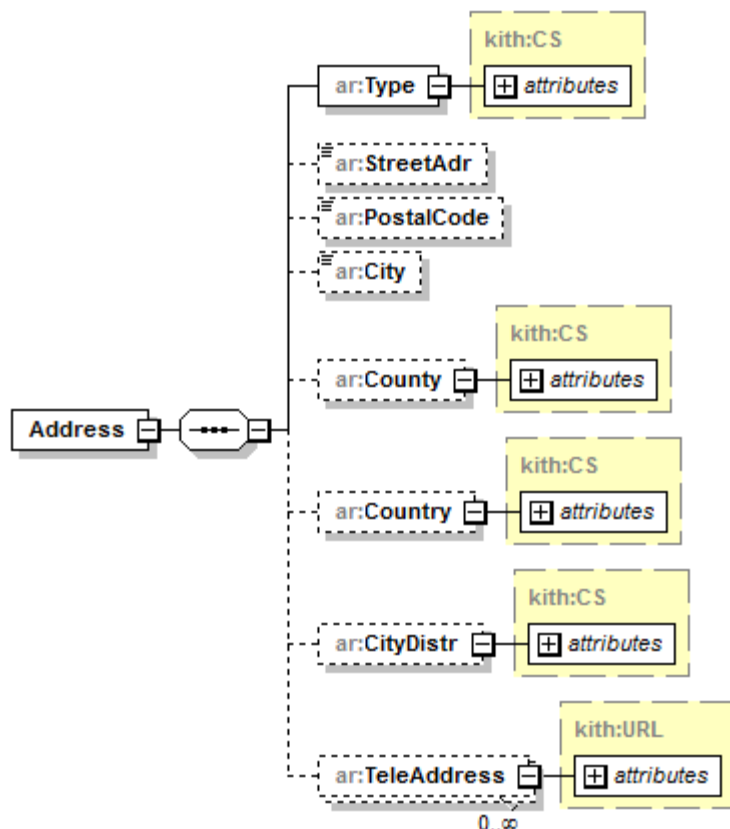 kith:CS
ar:Type
attributes
ar:StreetAdr
ar:PostalCode
ar:City
kith:CS
ar:County
attributes
Address
kith:CS
ar:Country
attributes
kith:CS
ar:CityDistr
attributes
kith:URL
ar:TeleAddress
attributes
0..∞